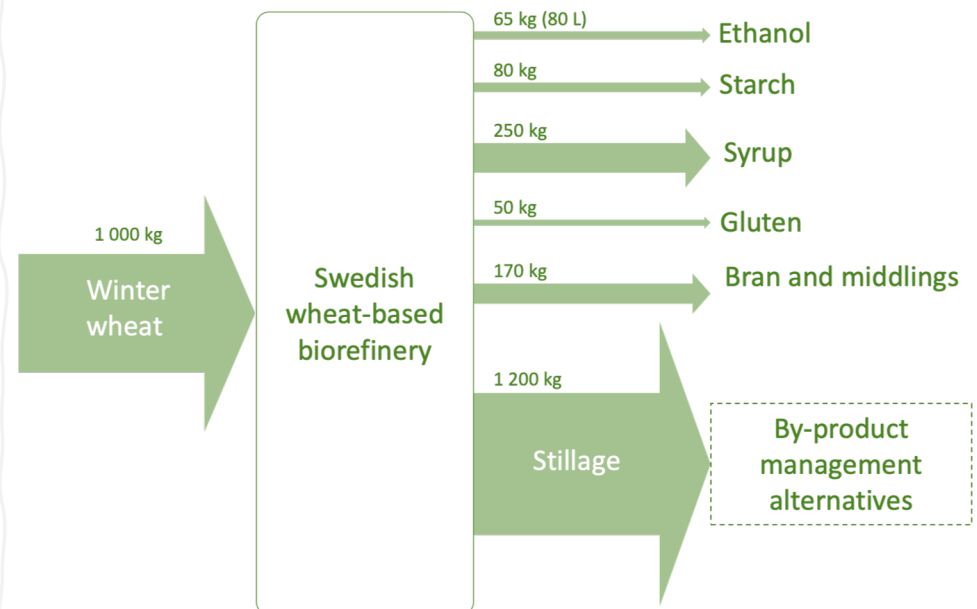 65 kg (80 L)
Ethanol
80 kg
Starch
250 kg
Syrup
50 kg
Gluten
1 000 kg
Winter
wheat
Swedish
wheat-based
biorefinery
170 kg
Bran and middlings
1 200 kg
Stillage
By-product
management
alternatives